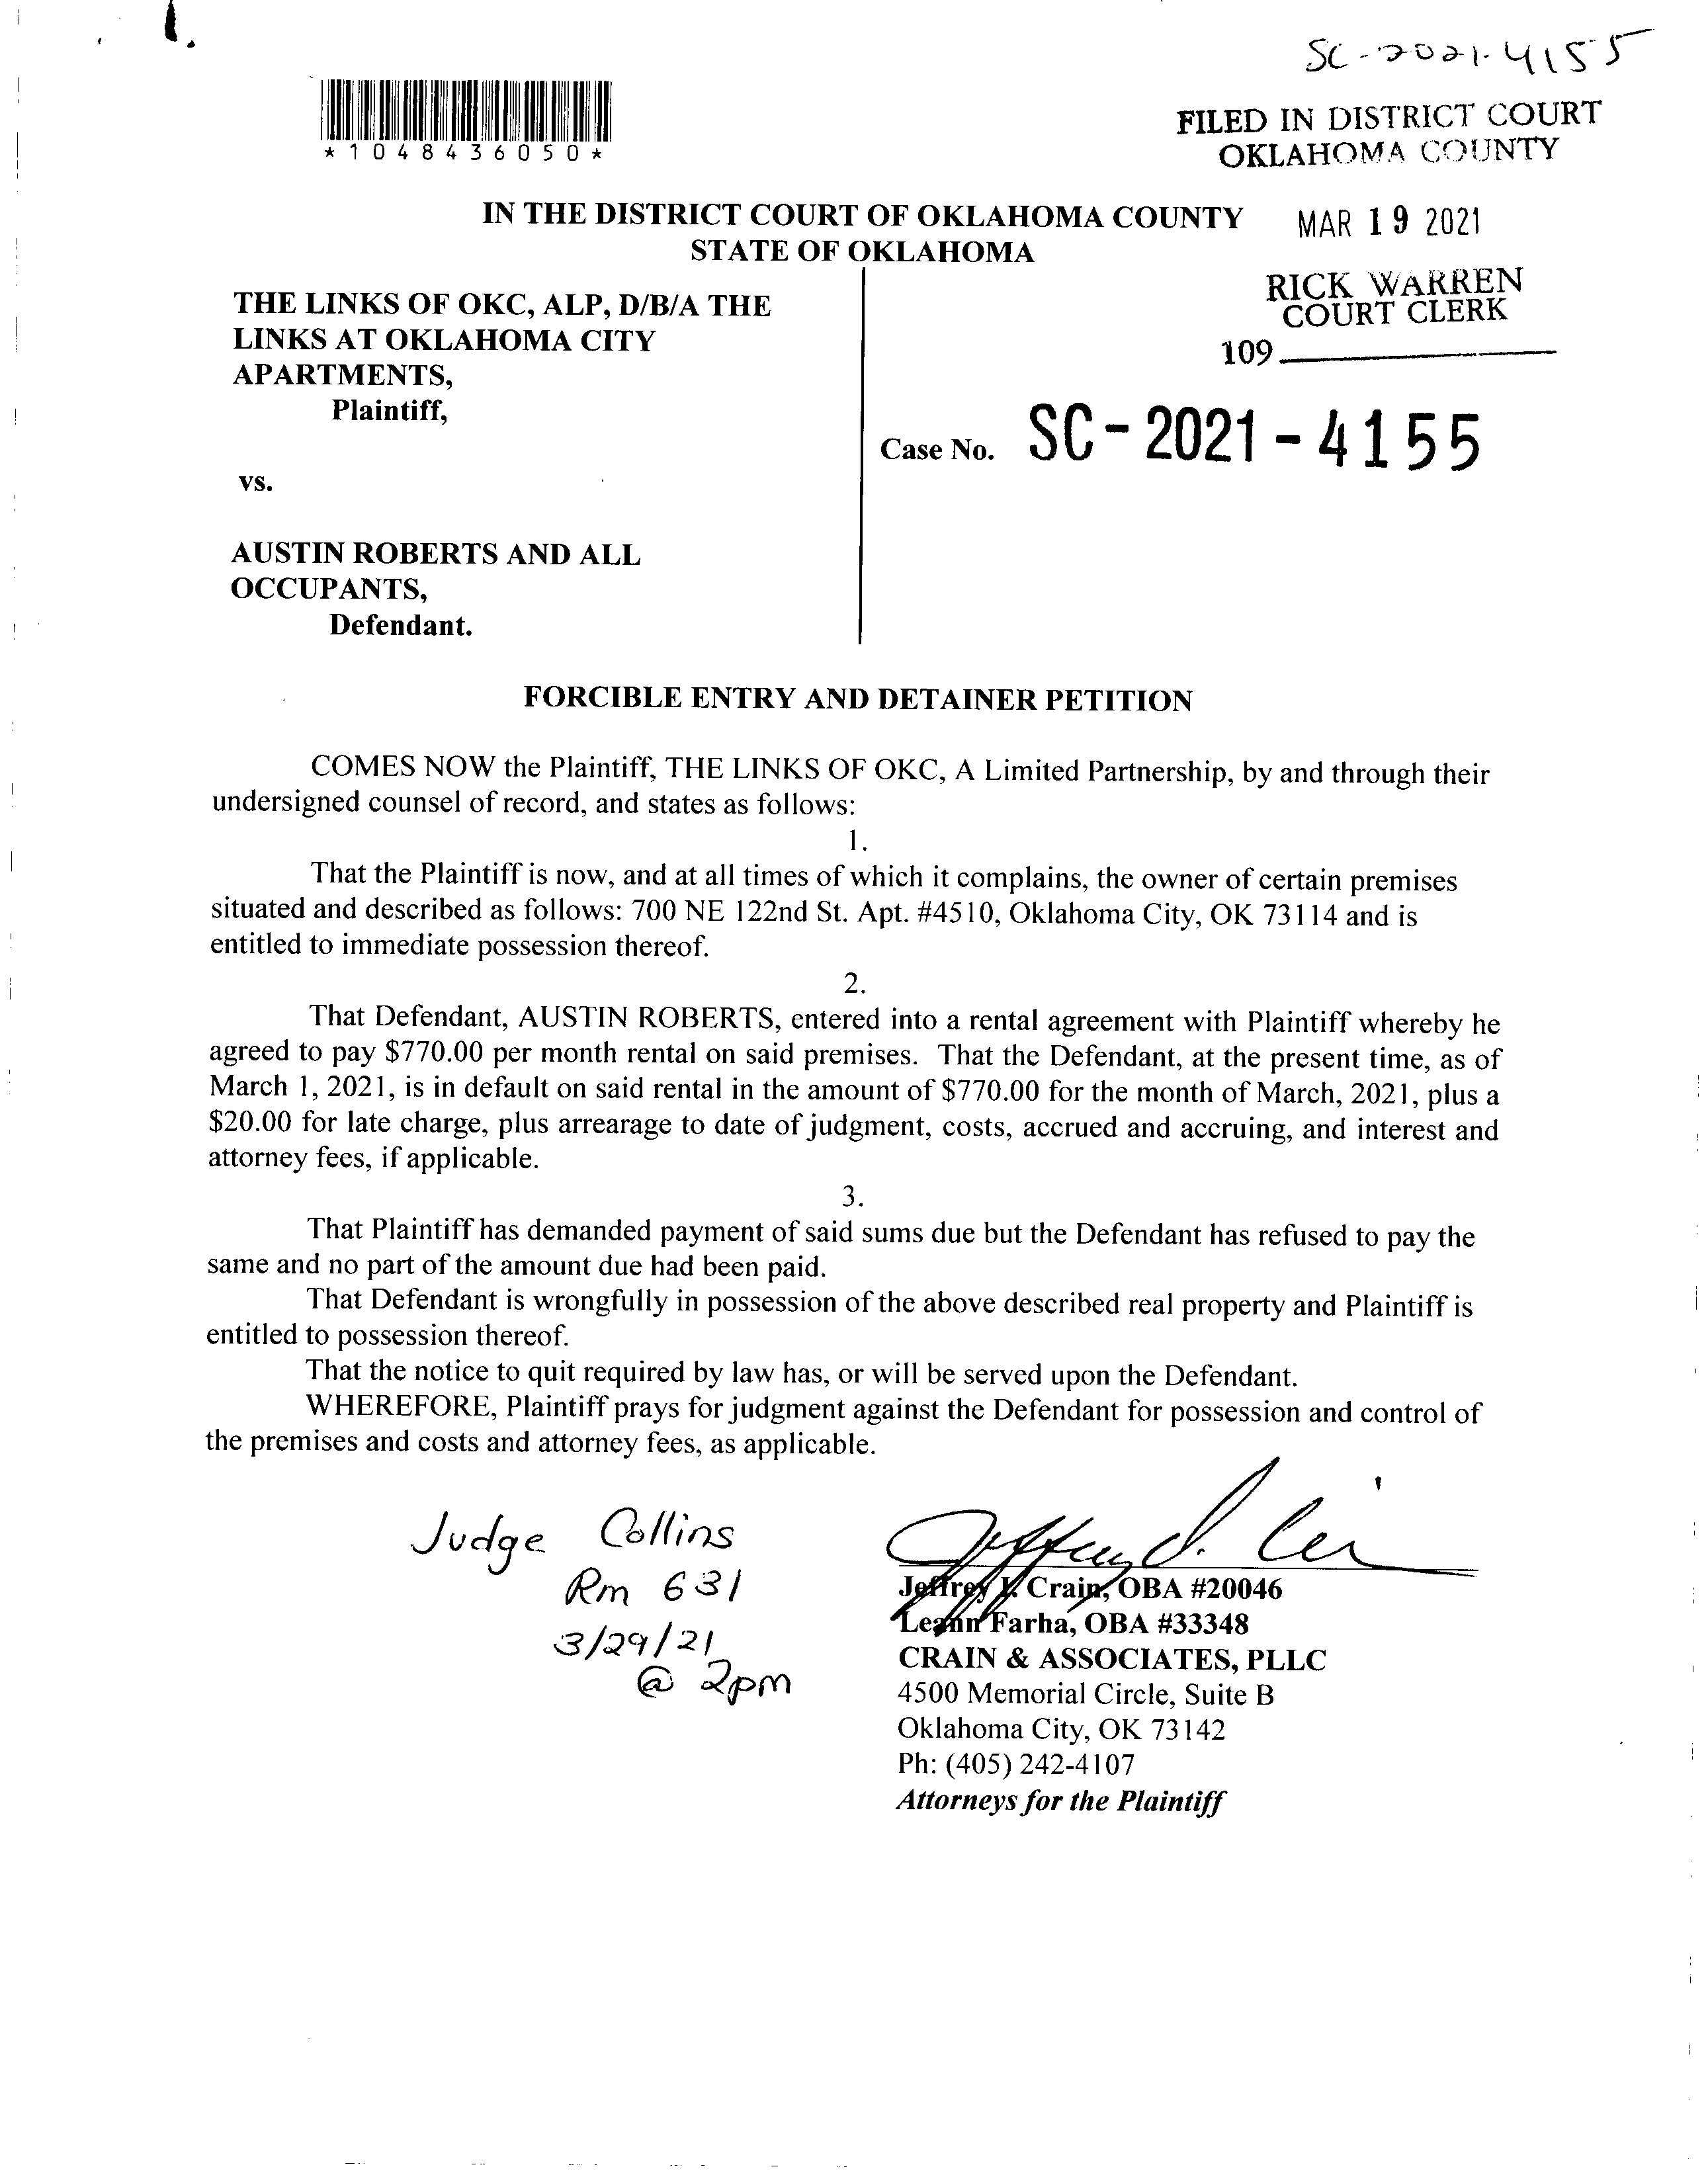 SC-2021-4155
*1048436050*
FILED IN DISTRICT COURT
OKLAHOMA COUNTY
IN THE DISTRICT COURT OF OKLAHOMA COUNTY
STATE OF OKLAHOMA
MAR 19 2021
RICK WARREN
COURT CLERK
109
THE LINKS OF OKC, ALP, D/B/A THE
LINKS AT OKLAHOMA CITY
APARTMENTS,
Plaintiff,
Case No. SC-2021-4155
vs.
AUSTIN ROBERTS AND ALL
OCCUPANTS,
Defendant.
FORCIBLE ENTRY AND DETAINER PETITION
COMES NOW the Plaintiff, THE LINKS OF OKC, A Limited Partnership, by and through their
undersigned counsel of record, and states as follows:
1.
That the Plaintiff is now, and at all times of which it complains, the owner of certain premises
situated and described as follows: 700 NE 122nd St. Apt. #4510, Oklahoma City, OK 73114 and is
entitled to immediate possession thereof.
2.
That Defendant, AUSTIN ROBERTS, entered into a rental agreement with Plaintiff whereby he
agreed to pay $770.00 per month rental on said premises. That the Defendant, at the present time, as of
March 1, 2021, is in default on said rental in the amount of $770.00 for the month of March, 2021, plus a
$20.00 for late charge, plus arrearage to date of judgment, costs, accrued and accruing, and interest and
attorney fees, if applicable.
3.
That Plaintiff has demanded payment of said sums due but the Defendant has refused to pay the
same and no part of the amount due had been paid.
That Defendant is wrongfully in possession of the above described real property and Plaintiff is
entitled to possession thereof.
That the notice to quit required by law has, or will be served upon the Defendant.
WHEREFORE, Plaintiff prays for judgment against the Defendant for possession and control of
the premises and costs and attorney fees, as applicable.
Judge Collins
Rm 631
3/29/21
@ 2pm
Jeffrey Crain, OBA #20046
Leann Farha, OBA #33348
CRAIN & ASSOCIATES, PLLC
4500 Memorial Circle, Suite B
Oklahoma City, OK 73142
Ph: (405) 242-4107
Attorneys for the Plaintiff